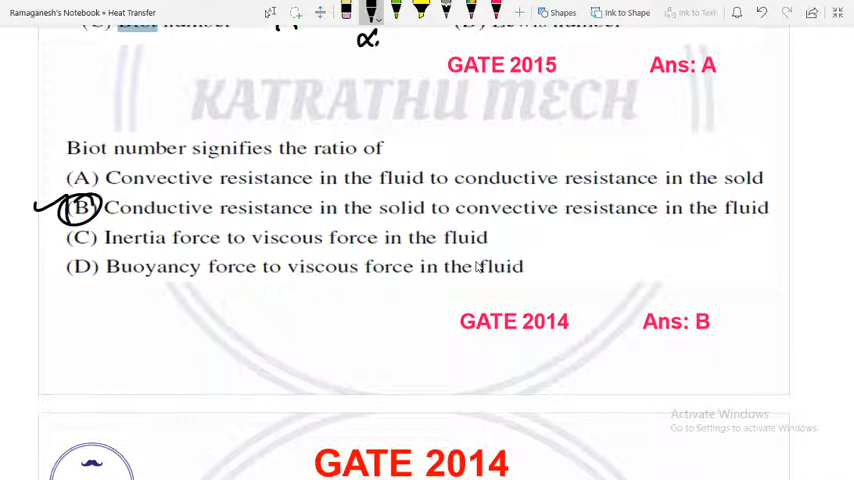 Ramaganesh's Notebook » Heat Transfer
Shapes
Ink to Shape
Ink to Text
α.
GATE 2015 Ans: A
KATRATHU MECH
Biot number signifies the ratio of
(A) Convective resistance in the fluid to conductive resistance in the sold
(B) Conductive resistance in the solid to convective resistance in the fluid
(C) Inertia force to viscous force in the fluid
(D) Buoyancy force to viscous force in the fluid
GATE 2014 Ans: B
Activate Windows
Go to Settings to activate Windows.
GATE 2014